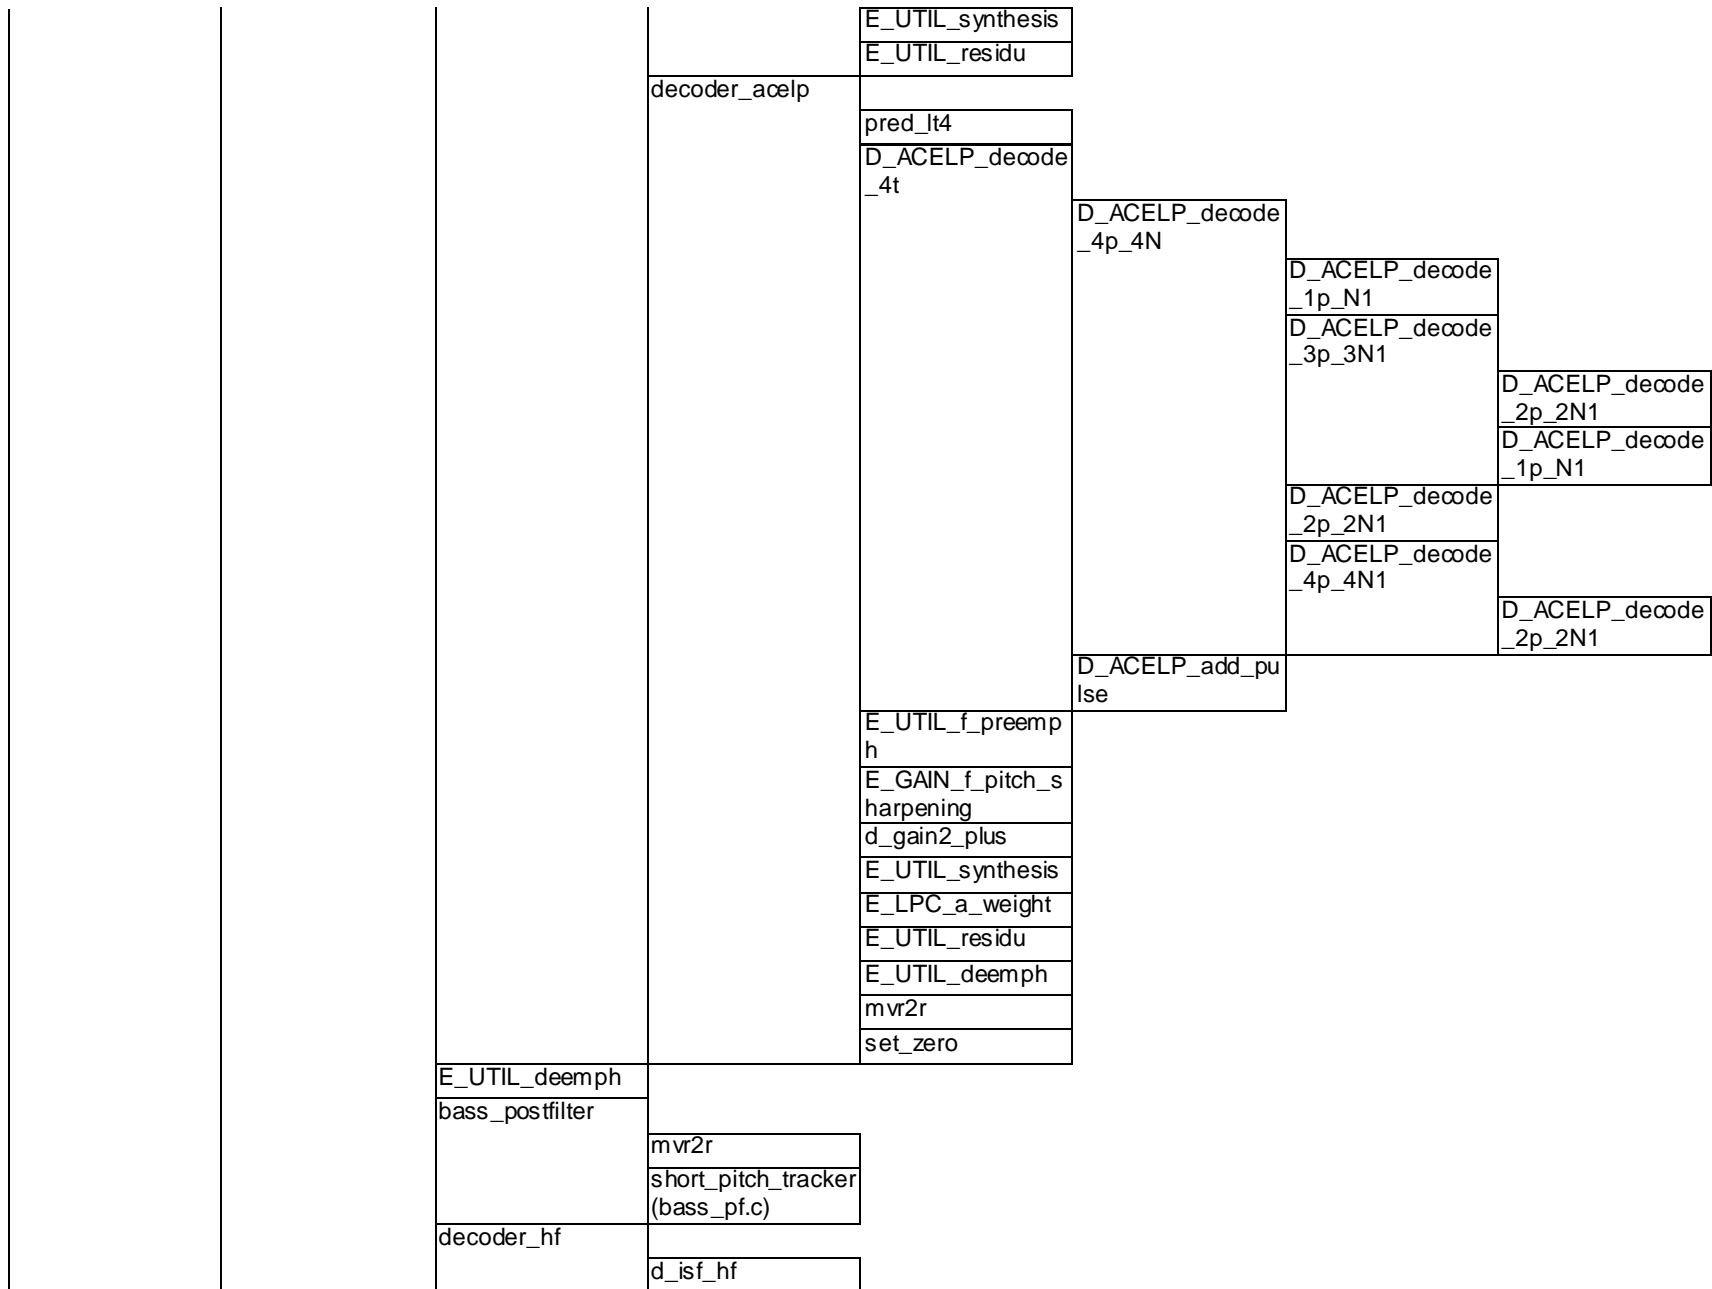 E_UTIL_synthesis
E_UTIL_residu
decoder_acelp
pred_lt4
D_ACELP_decode
_4t
D_ACELP_decode
_4p_4N
D_ACELP_decode
_1p_N1
D_ACELP_decode
_3p_3N1
D_ACELP_decode
_2p_2N1
D_ACELP_decode
_1p_N1
D_ACELP_decode
_2p_2N1
D_ACELP_decode
_4p_4N1
D_ACELP_decode
_2p_2N1
D_ACELP_add_pu
lse
E_UTIL_f_preemp
h
E_GAIN_f_pitch_s
harpening
d_gain2_plus
E_UTIL_synthesis
E_LPC_a_weight
E_UTIL_residu
E_UTIL_deemph
mvr2r
set_zero
E_UTIL_deemph
bass_postfilter
mvr2r
short_pitch_tracker
(bass_pf.c)
decoder_hf
d_isf_hf